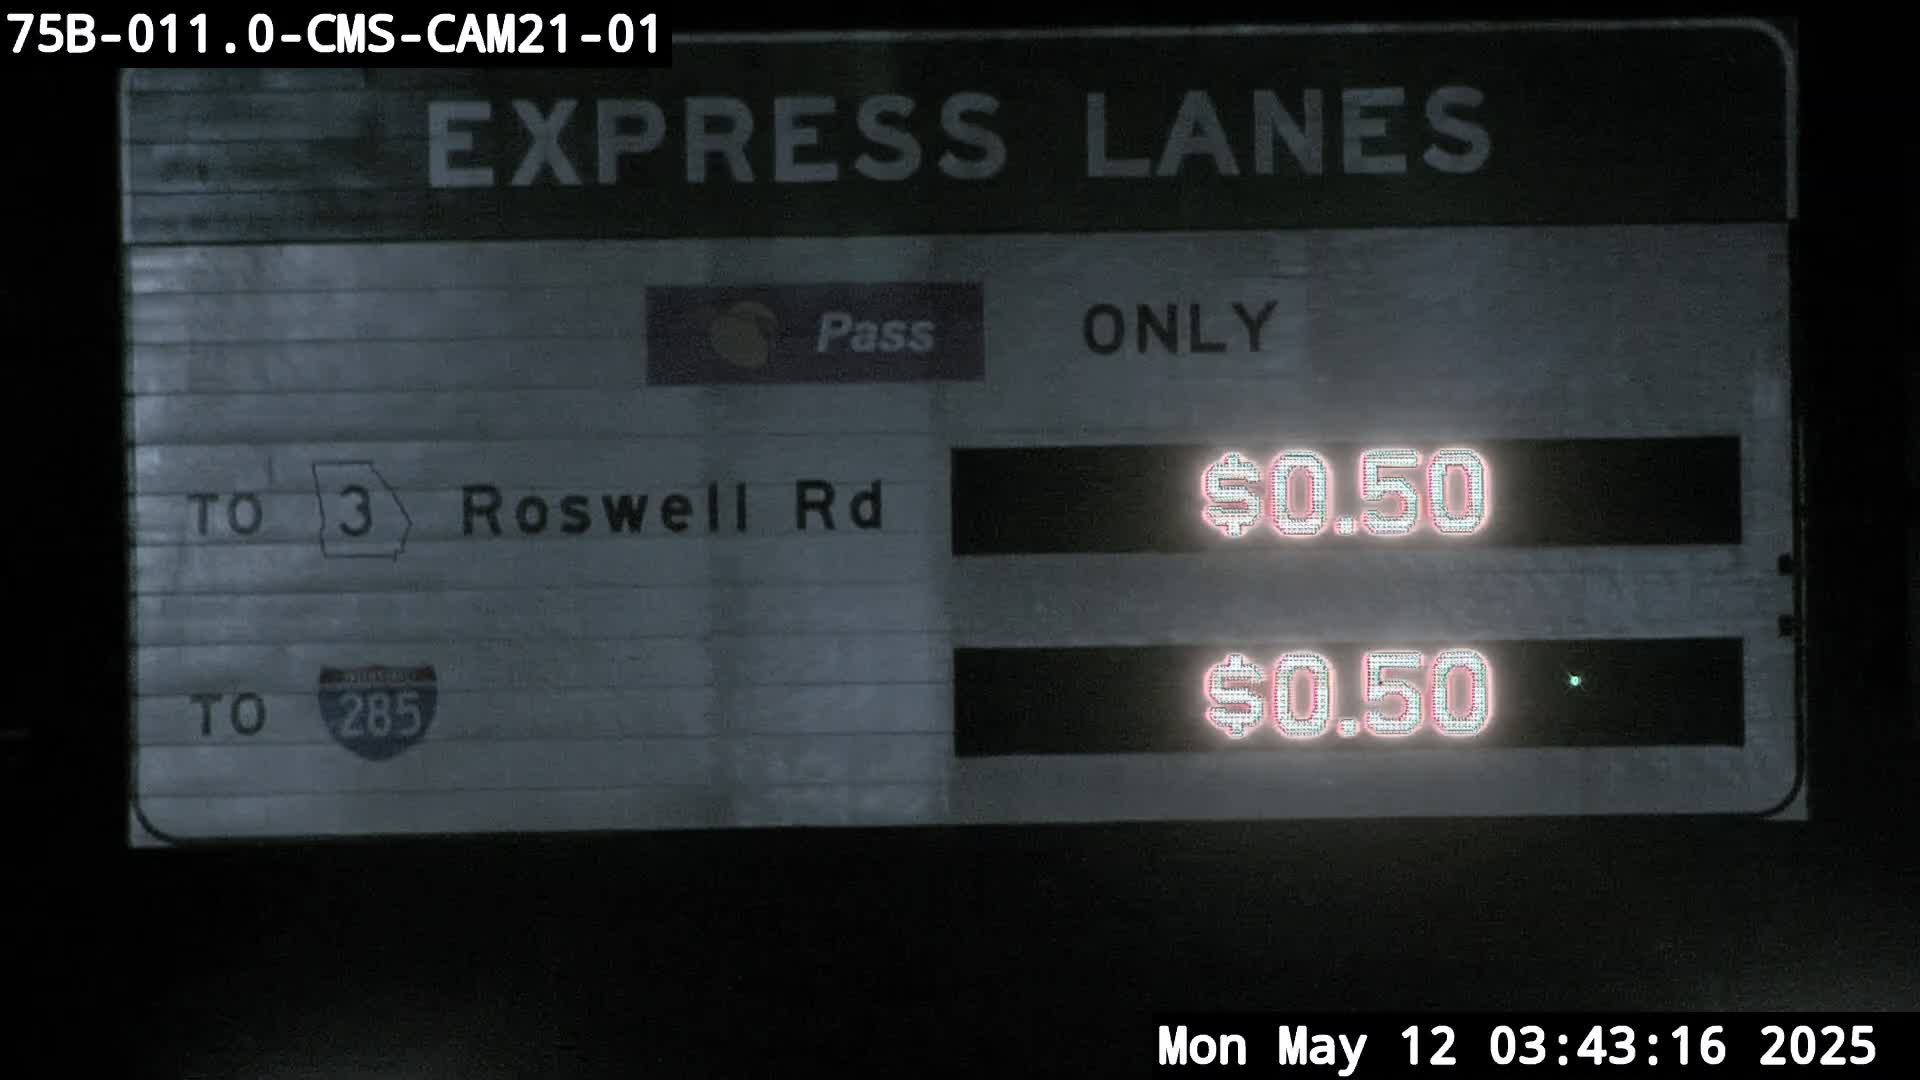 75B-011.0-CMS-CAM21-01
EXPRESS LANES
Pass ONLY
TO 3 Roswell Rd $0.50
TO 285 $0.50
Mon May 12 03:43:16 2025